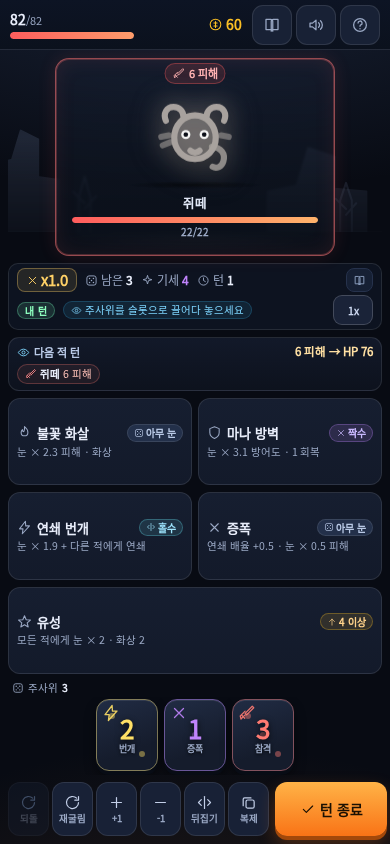 82/82
60
6 피해
쥐떼
22/22
x1.0 남은 3 기세 4 턴 1
내 턴 주사위를 슬롯으로 끌어다 놓으세요 1x
다음 적 턴 6 피해 → HP 76
쥐떼 6 피해
불꽃 화살 아무 눈
눈 × 2.3 피해 · 화상
마나 방벽 짝수
눈 × 3.1 방어도 · 1 회복
연쇄 번개 홀수
눈 × 1.9 + 다른 적에게 연쇄
증폭 아무 눈
연쇄 배율 +0.5 · 눈 × 0.5 피해
유성 4 이상
모든 적에게 눈 × 2 · 화상 2
주사위 3
2 1 3
번개 증폭 참격
되돌 재굴림 +1 -1 뒤집기 복제 턴 종료